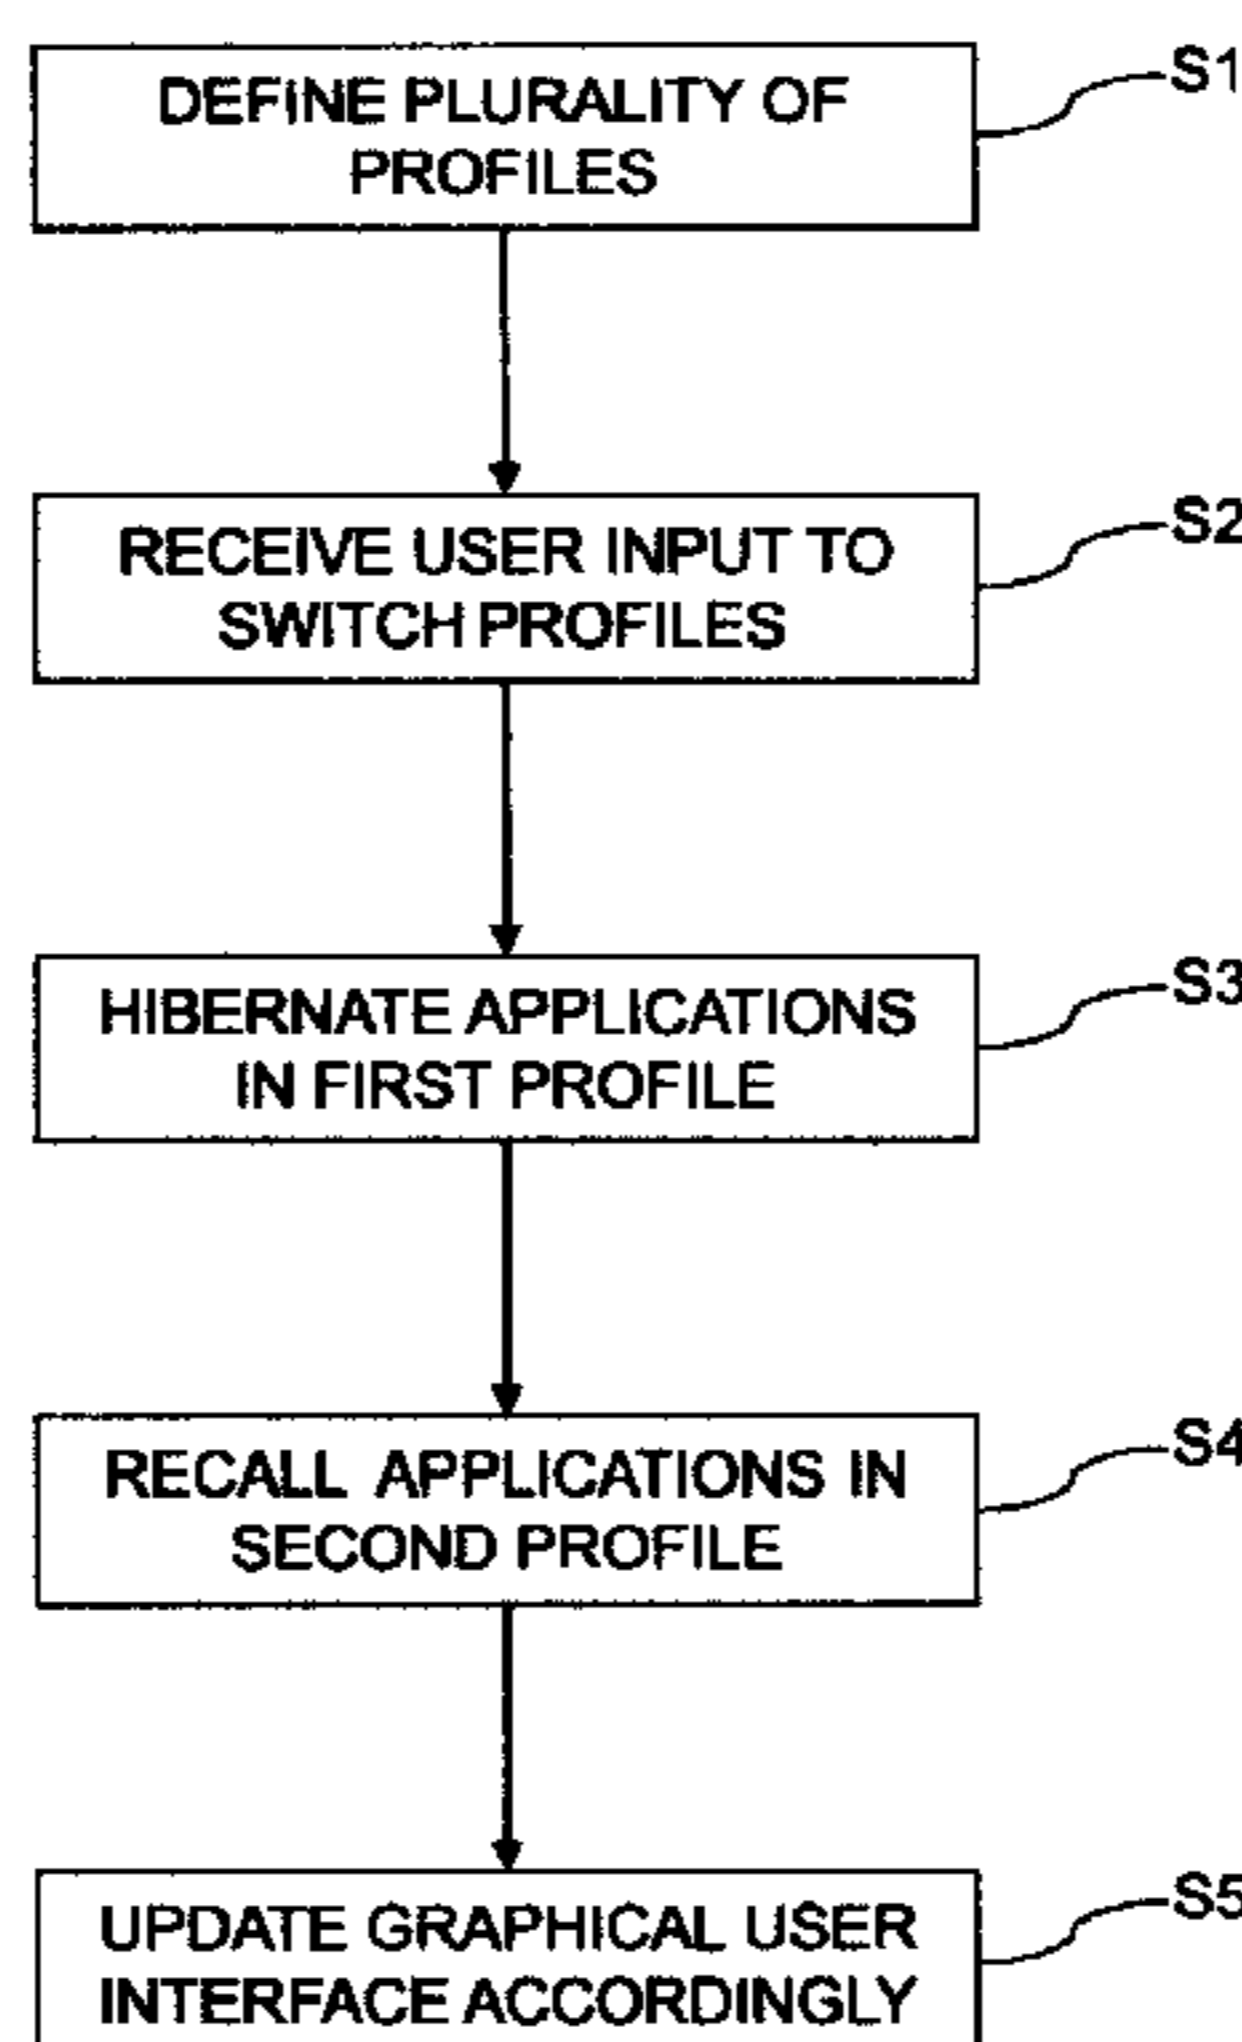 DEFINE PLURALITY OF
PROFILES
S1
RECEIVE USER INPUT TO
SWITCH PROFILES
S2
HIBERNATE APPLICATIONS
IN FIRST PROFILE
S3
RECALL APPLICATIONS IN
SECOND PROFILE
S4
UPDATE GRAPHICAL USER
INTERFACE ACCORDINGLY
S5